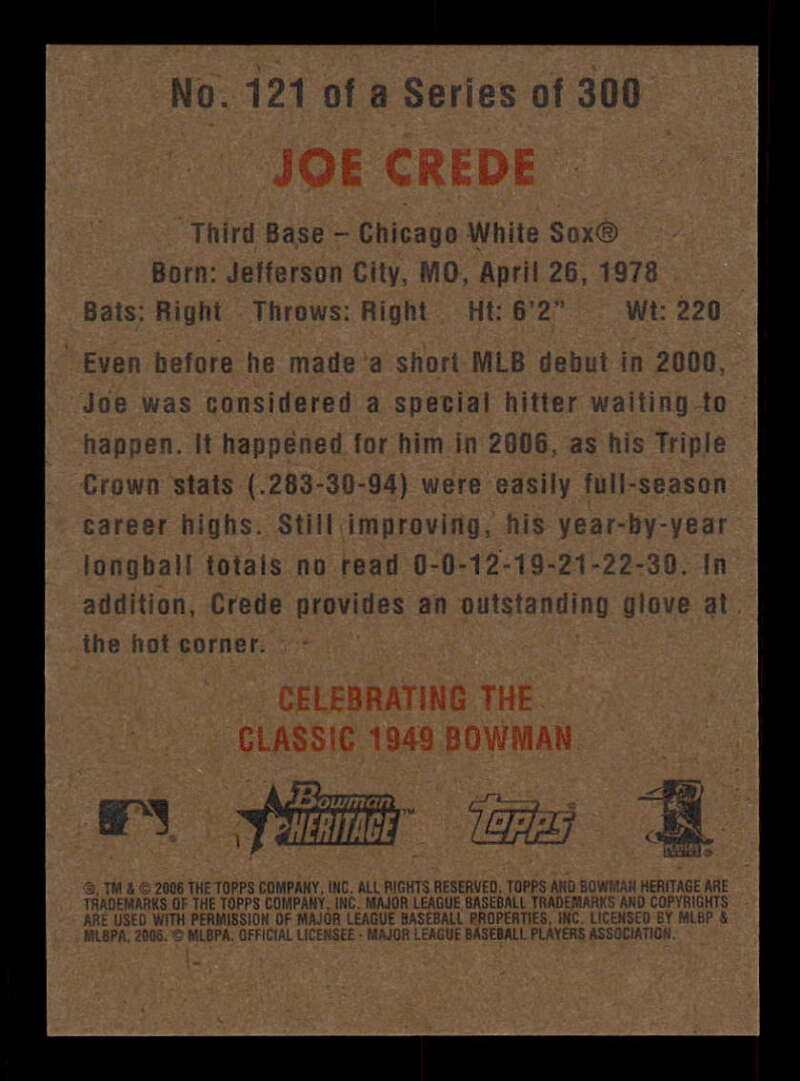 No. 121 of a Series of 300
JOE CREDE
Third Base – Chicago White Sox®
Born: Jefferson City, MO, April 26, 1978
Bats: Right Throws: Right Ht: 6'2" Wt: 220
Even before he made a short MLB debut in 2000,
Joe was considered a special hitter waiting to
happen. It happened for him in 2006, as his Triple
Crown stats (.283-30-94) were easily full-season
career highs. Still improving, his year-by-year
longball totals no read 0-0-12-19-21-22-30. In
addition, Crede provides an outstanding glove at
the hot corner.
CELEBRATING THE
CLASSIC 1949 BOWMAN
Bowman HERITAGE™ Topps®
®, TM & © 2006 THE TOPPS COMPANY, INC. ALL RIGHTS RESERVED. TOPPS AND BOWMAN HERITAGE ARE
TRADEMARKS OF THE TOPPS COMPANY, INC. MAJOR LEAGUE BASEBALL TRADEMARKS AND COPYRIGHTS
ARE USED WITH PERMISSION OF MAJOR LEAGUE BASEBALL PROPERTIES, INC. LICENSED BY MLBP &
MLBPA, 2006. © MLBPA. OFFICIAL LICENSEE - MAJOR LEAGUE BASEBALL PLAYERS ASSOCIATION.